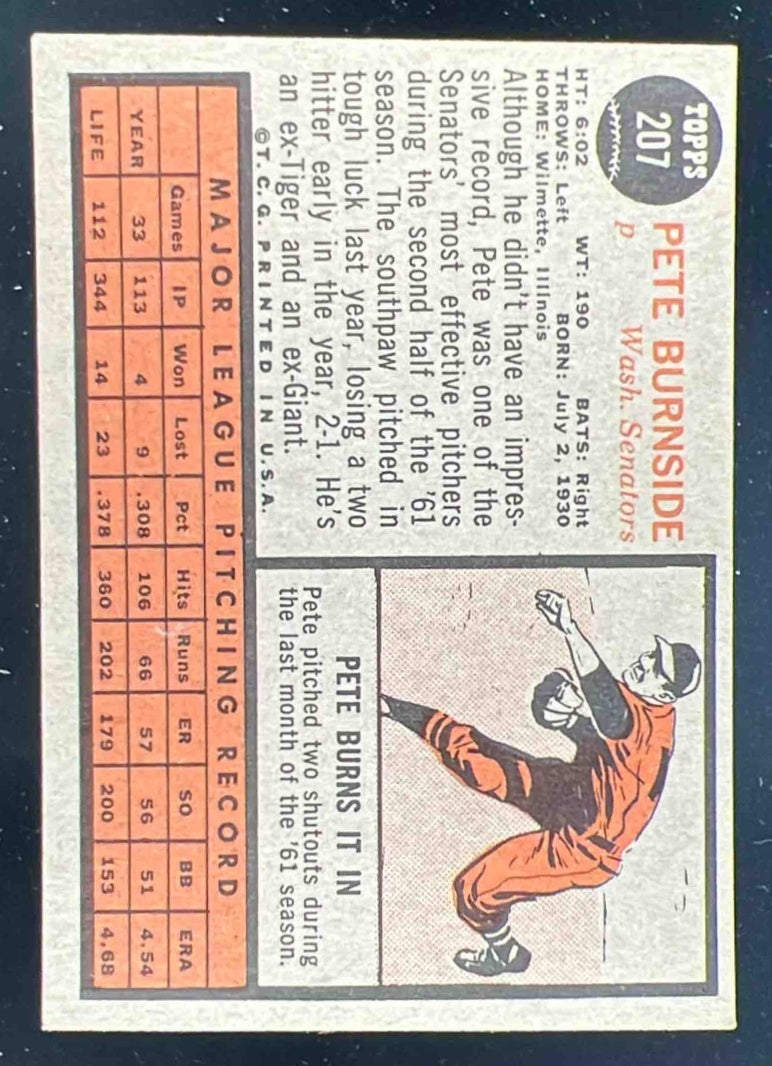 TOPPS
207
PETE BURNSIDE
p Wash. Senators
HT: 6:02 WT: 190 BATS: Right
THROWS: Left BORN: July 2, 1930
HOME: Wilmette, Illinois
Although he didn't have an impres-
sive record, Pete was one of the
Senators' most effective pitchers
during the second half of the '61
season. The southpaw pitched in
tough luck last year, losing a two
hitter early in the year, 2-1. He's
an ex-Tiger and an ex-Giant.
©T.C.G. PRINTED IN U.S.A.
PETE BURNS IT IN
Pete pitched two shutouts during
the last month of the '61 season.
MAJOR LEAGUE PITCHING RECORD
Games IP Won Lost Pct Hits Runs ER SO BB ERA
YEAR 33 113 4 9 .308 106 66 57 56 51 4.54
LIFE 112 344 14 23 .378 360 202 179 200 153 4.68